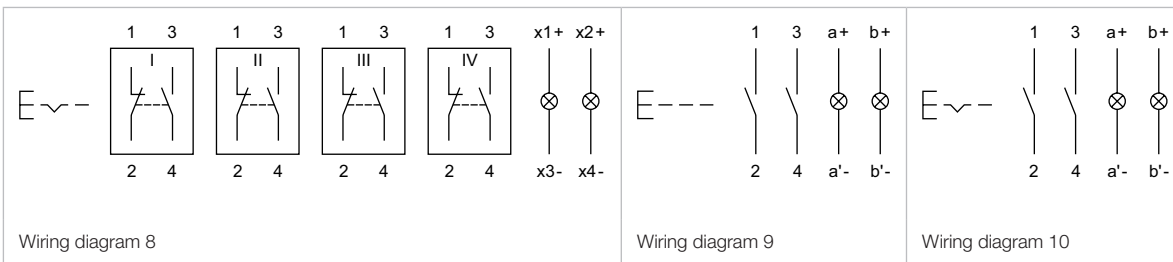 1 3 1 3 1 3 1 3 x1+ x2+ 1 3 a+ b+ 1 3 a+ b+
I II III IV
2 4 2 4 2 4 2 4 x3- x4- 2 4 a'- b'- 2 4 a'- b'-
Wiring diagram 8
Wiring diagram 9
Wiring diagram 10